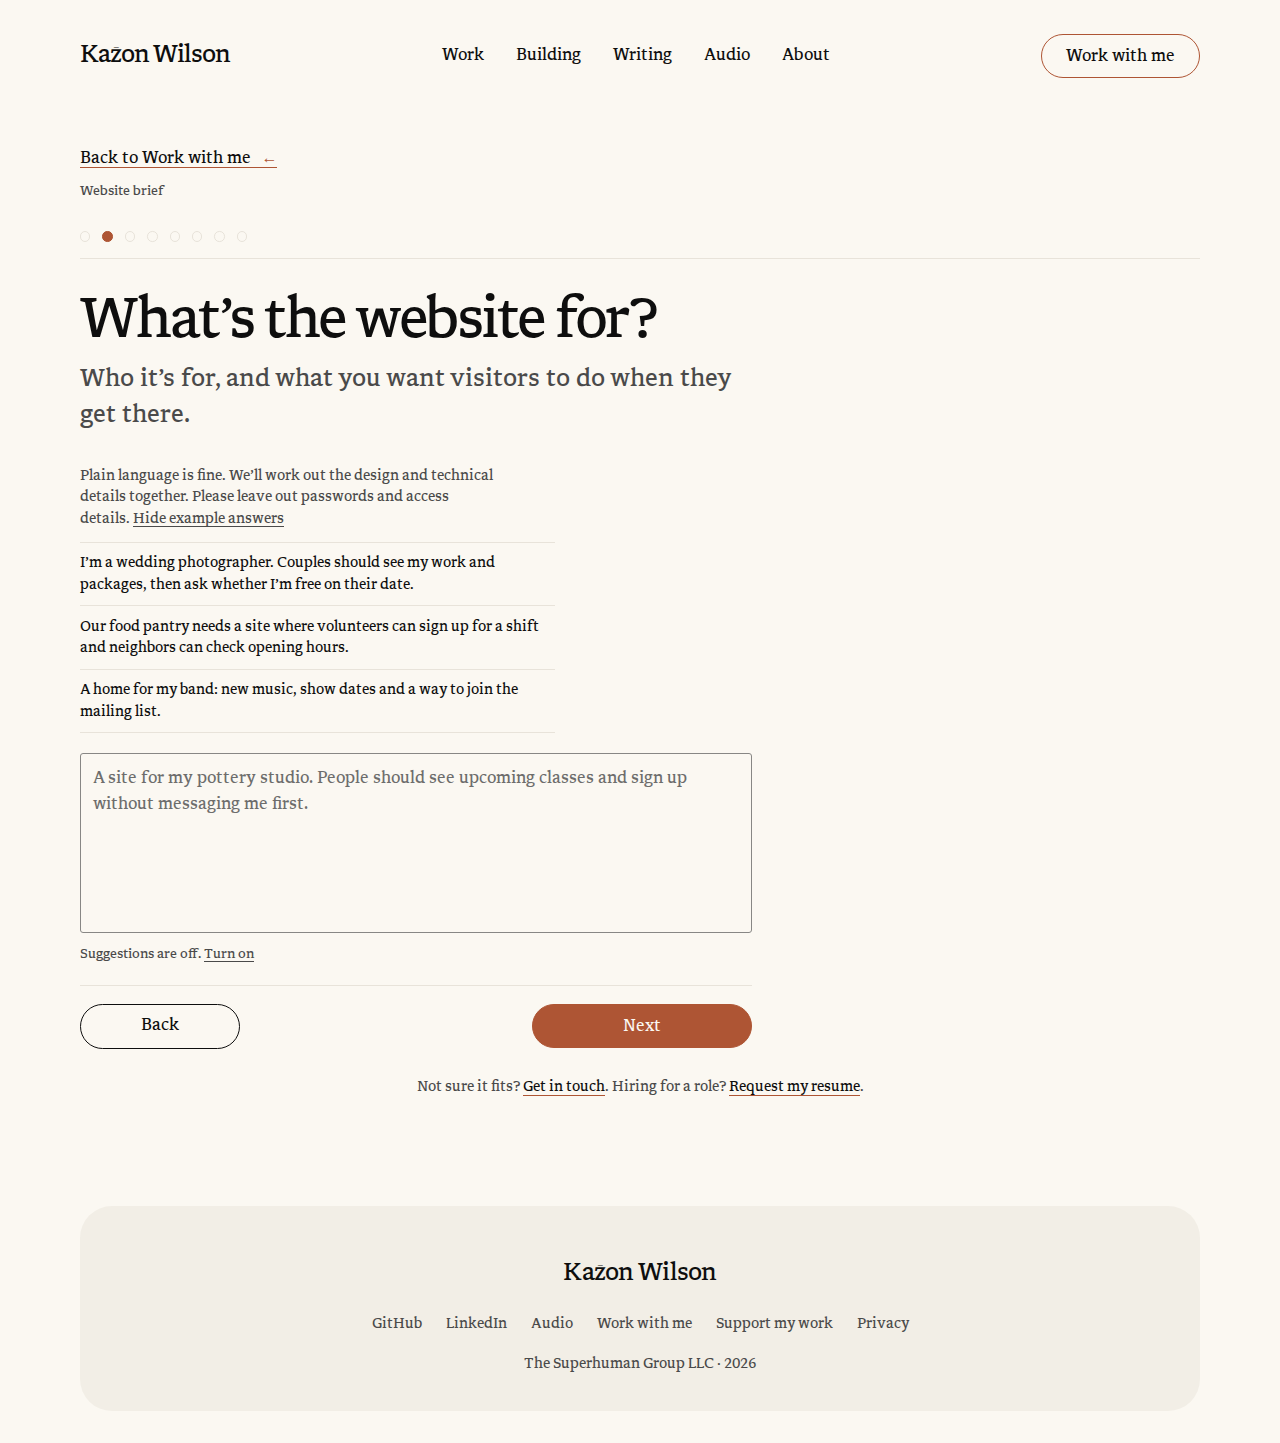 Kažon Wilson
Work Building Writing Audio About
Work with me
Back to Work with me ←
Website brief
What’s the website for?
Who it’s for, and what you want visitors to do when they
get there.
Plain language is fine. We’ll work out the design and technical
details together. Please leave out passwords and access
details. Hide example answers
I’m a wedding photographer. Couples should see my work and
packages, then ask whether I’m free on their date.
Our food pantry needs a site where volunteers can sign up for a shift
and neighbors can check opening hours.
A home for my band: new music, show dates and a way to join the
mailing list.
A site for my pottery studio. People should see upcoming classes and sign up
without messaging me first.
Suggestions are off. Turn on
Back
Next
Not sure it fits? Get in touch. Hiring for a role? Request my resume.
Kažon Wilson
GitHub LinkedIn Audio Work with me Support my work Privacy
The Superhuman Group LLC · 2026